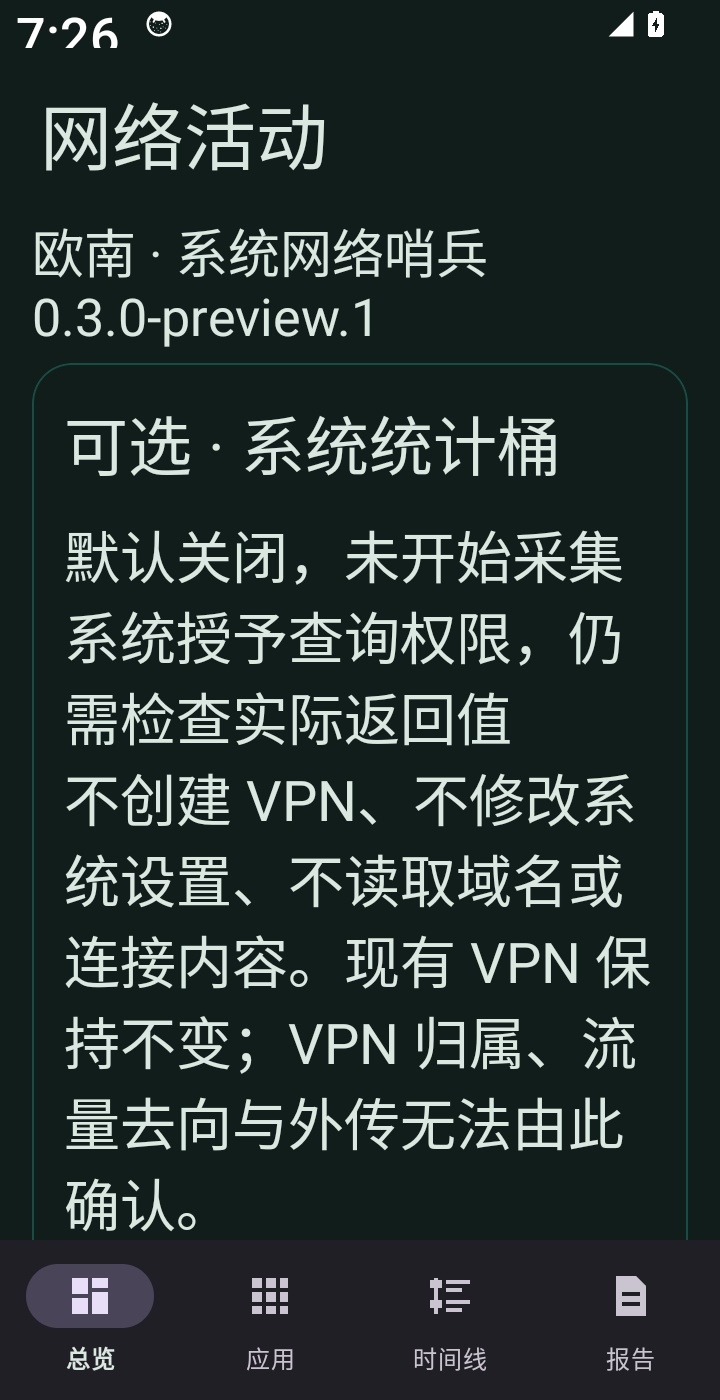 7:26
网络活动
欧南 · 系统网络哨兵
0.3.0-preview.1
可选 · 系统统计桶
默认关闭，未开始采集
系统授予查询权限，仍
需检查实际返回值
不创建 VPN、不修改系
统设置、不读取域名或
连接内容。现有 VPN 保
持不变；VPN 归属、流
量去向与外传无法由此
确认。
总览
应用
时间线
报告